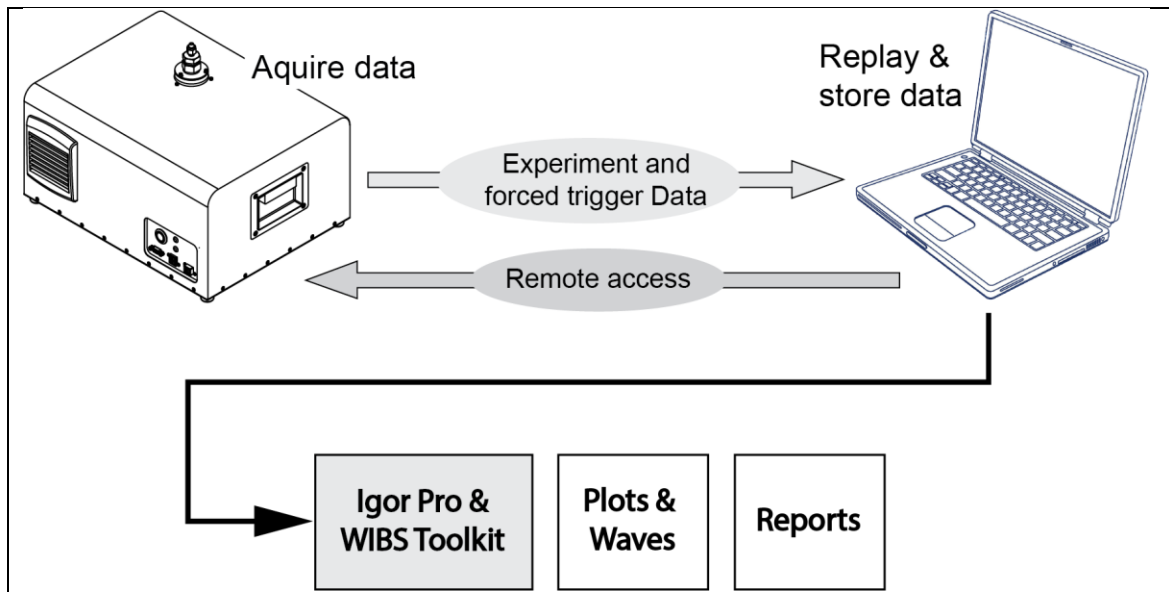 Aquire data
Replay &
store data
Experiment and
forced trigger Data
Remote access
Igor Pro &
WIBS Toolkit
Plots &
Waves
Reports